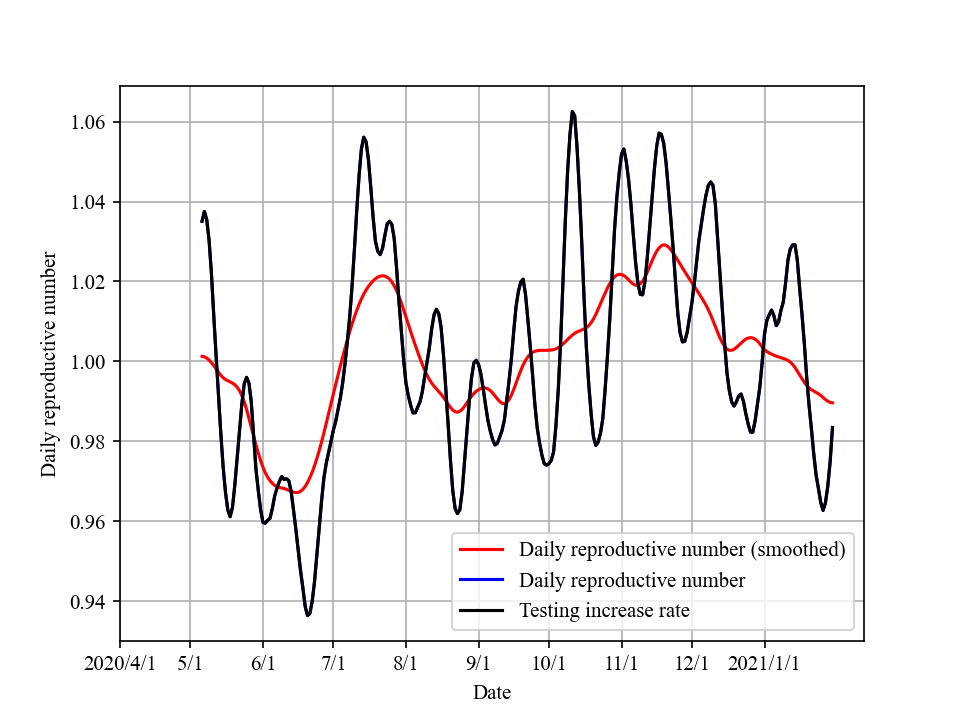 1.06
1.04
1.02
1.00
0.98
0.96
0.94
Daily reproductive number
Daily reproductive number (smoothed)
Daily reproductive number
Testing increase rate
2020/4/1 5/1 6/1 7/1 8/1 9/1 10/1 11/1 12/1 2021/1/1
Date